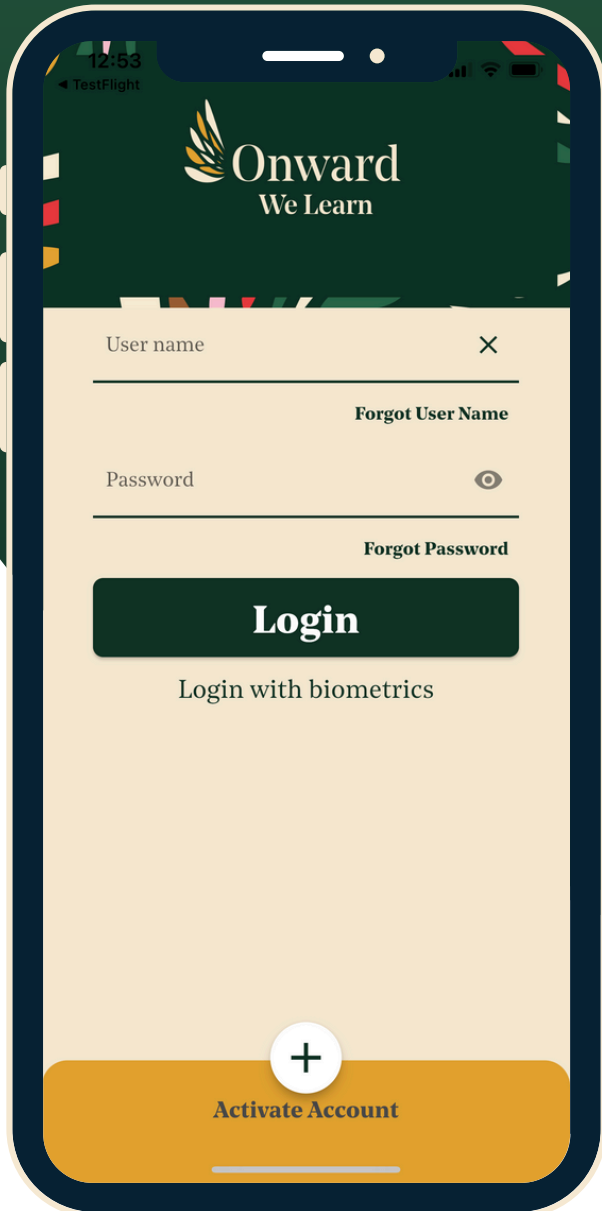 12:53
◀ TestFlight
Onward
We Learn
User name
Forgot User Name
Password
Forgot Password
Login
Login with biometrics
Activate Account